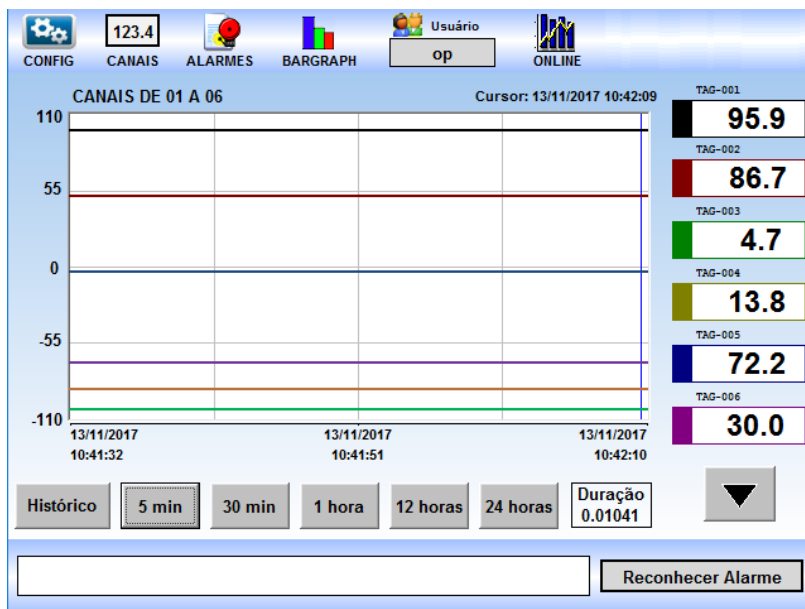 123.4
Usuário
CONFIG CANAIS ALARMES BARGRAPH op ONLINE
CANAIS DE 01 A 06
Cursor: 13/11/2017 10:42:09
110
55
0
-55
-110
13/11/2017
10:41:32
13/11/2017
10:41:51
13/11/2017
10:42:10
TAG-001
95.9
TAG-002
86.7
TAG-003
4.7
TAG-004
13.8
TAG-005
72.2
TAG-006
30.0
Histórico 5 min 30 min 1 hora 12 horas 24 horas
Duração
0.01041
Reconhecer Alarme